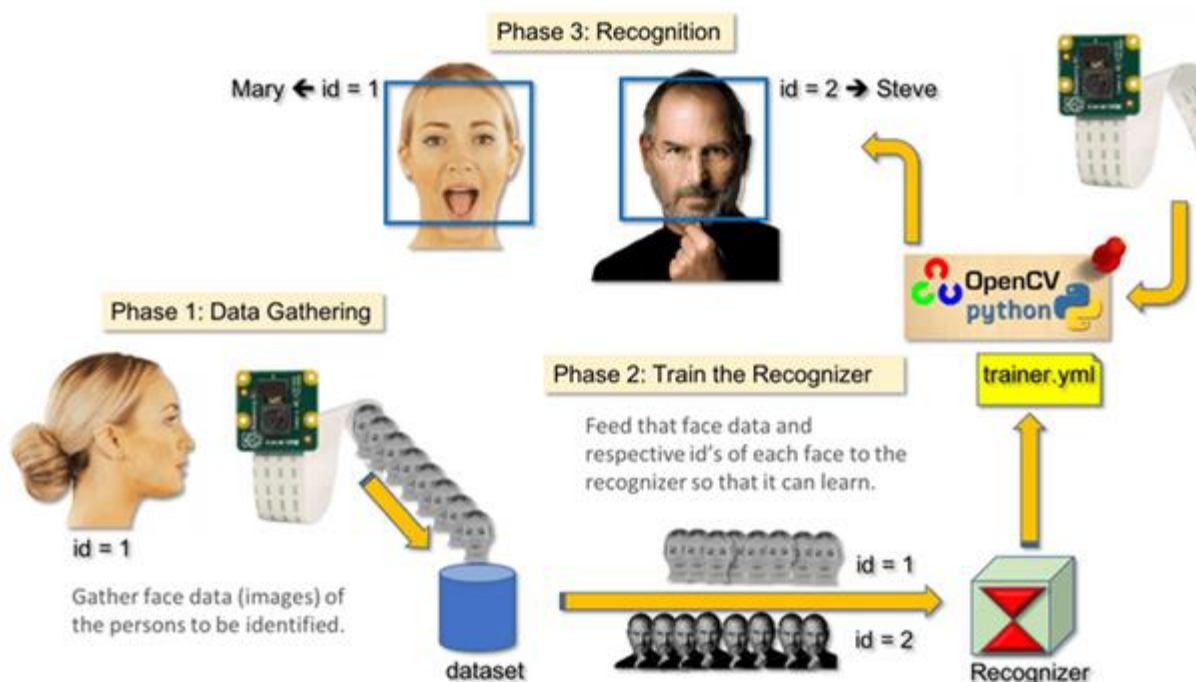 Phase 3: Recognition
Mary ← id = 1
id = 2 → Steve
OpenCV
python
Phase 1: Data Gathering
Phase 2: Train the Recognizer
trainer.yml
Feed that face data and
respective id's of each face to the
recognizer so that it can learn.
id = 1
Gather face data (images) of
the persons to be identified.
id = 1
id = 2
dataset
Recognizer